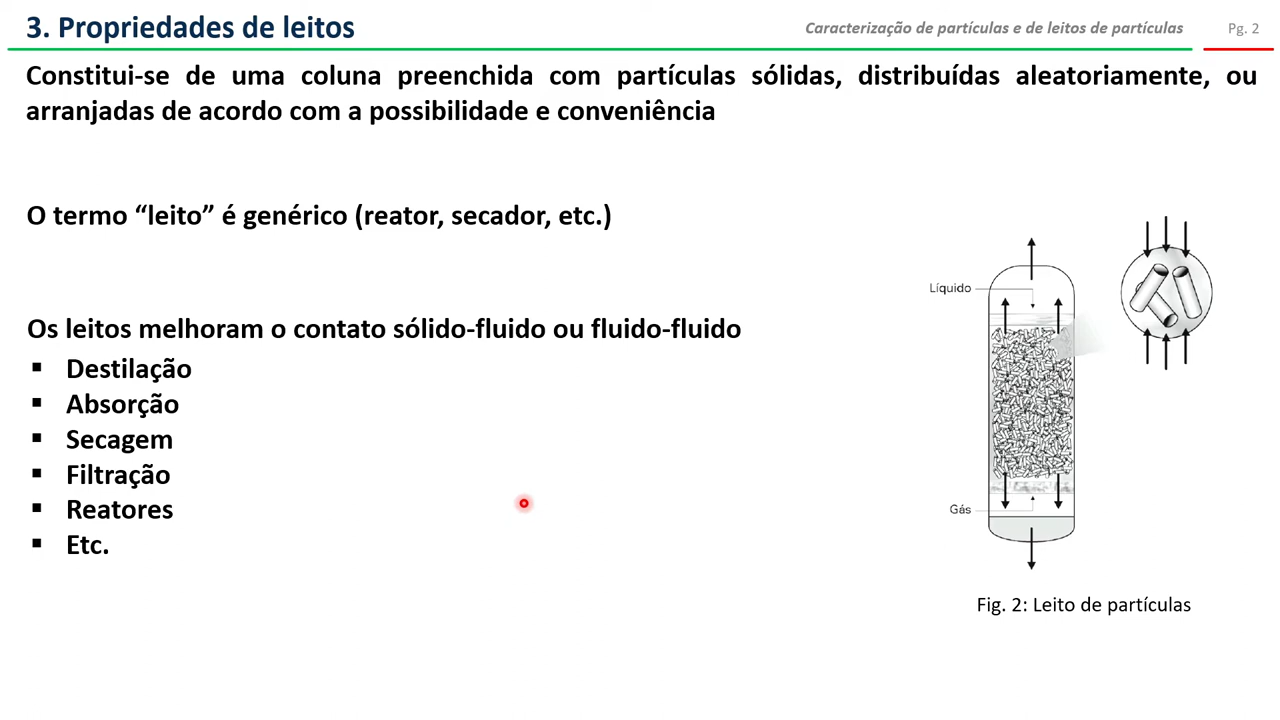 3. Propriedades de leitos
Caracterização de partículas e de leitos de partículas
Pg. 2
Constitui-se de uma coluna preenchida com partículas sólidas, distribuídas aleatoriamente, ou
arranjadas de acordo com a possibilidade e conveniência
O termo “leito” é genérico (reator, secador, etc.)
Os leitos melhoram o contato sólido-fluido ou fluido-fluido
▪ Destilação
▪ Absorção
▪ Secagem
▪ Filtração
▪ Reatores
▪ Etc.
Líquido
Gás
Fig. 2: Leito de partículas